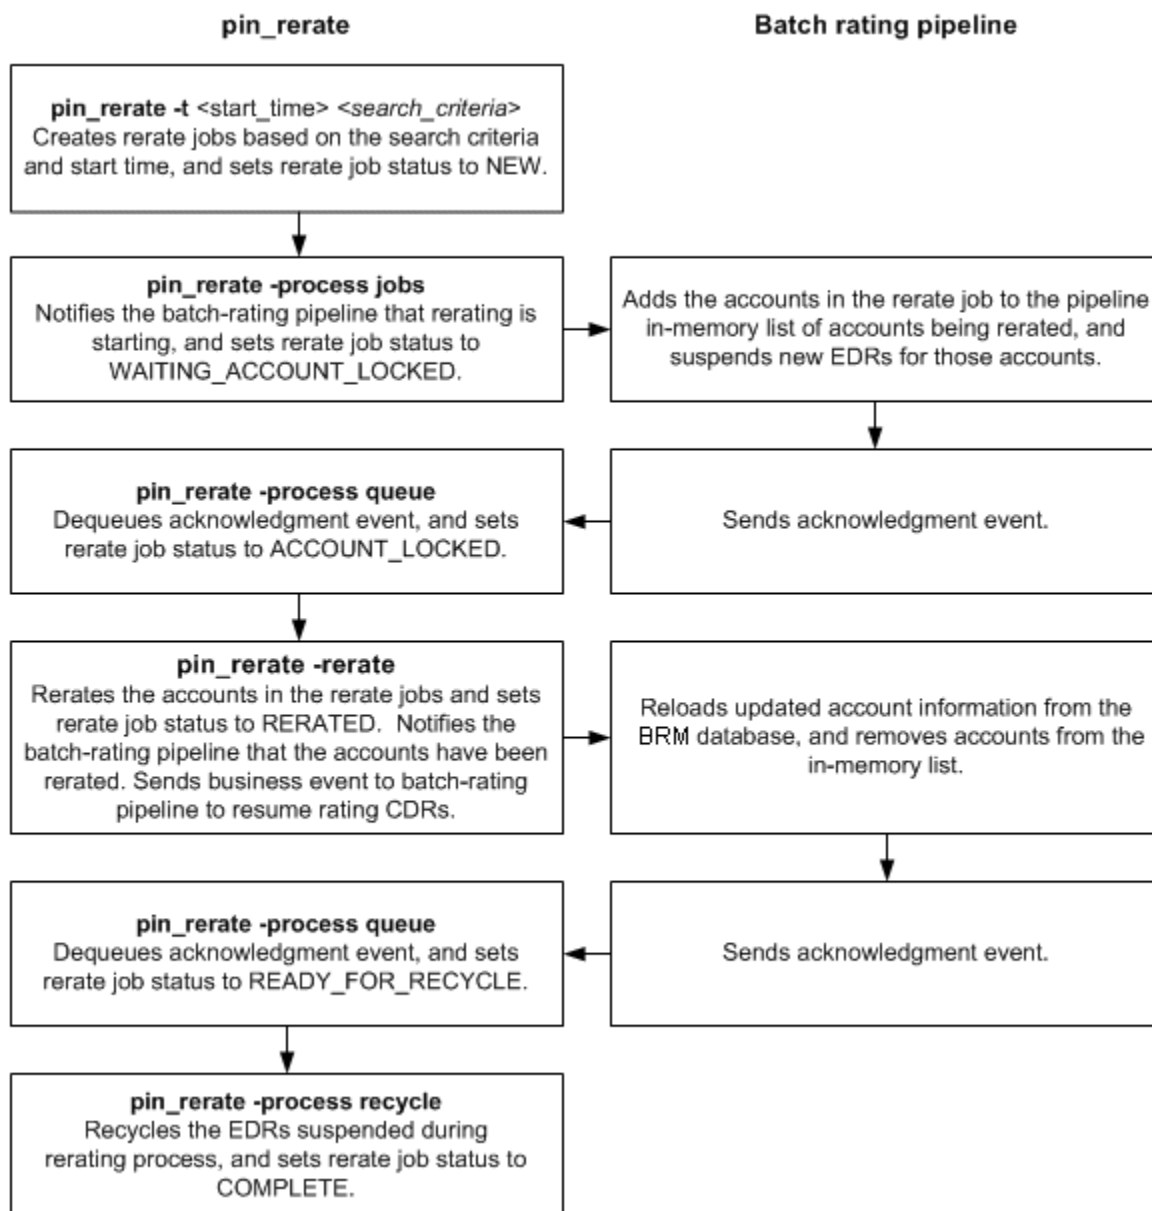 pin_rerate
Batch rating pipeline
pin_rerate -t <start_time> <search_criteria>
Creates rerate jobs based on the search criteria
and start time, and sets rerate job status to NEW.
pin_rerate -process jobs
Notifies the batch-rating pipeline that rerating is
starting, and sets rerate job status to
WAITING_ACCOUNT_LOCKED.
Adds the accounts in the rerate job to the pipeline
in-memory list of accounts being rerated, and
suspends new EDRs for those accounts.
pin_rerate -process queue
Dequeues acknowledgment event, and sets
rerate job status to ACCOUNT_LOCKED.
Sends acknowledgment event.
pin_rerate -rerate
Rerates the accounts in the rerate jobs and sets
rerate job status to RERATED.  Notifies the
batch-rating pipeline that the accounts have been
rerated. Sends business event to batch-rating
pipeline to resume rating CDRs.
Reloads updated account information from the
BRM database, and removes accounts from the
in-memory list.
pin_rerate -process queue
Dequeues acknowledgment event, and sets
rerate job status to READY_FOR_RECYCLE.
Sends acknowledgment event.
pin_rerate -process recycle
Recycles the EDRs suspended during
rerating process, and sets rerate job status to
COMPLETE.